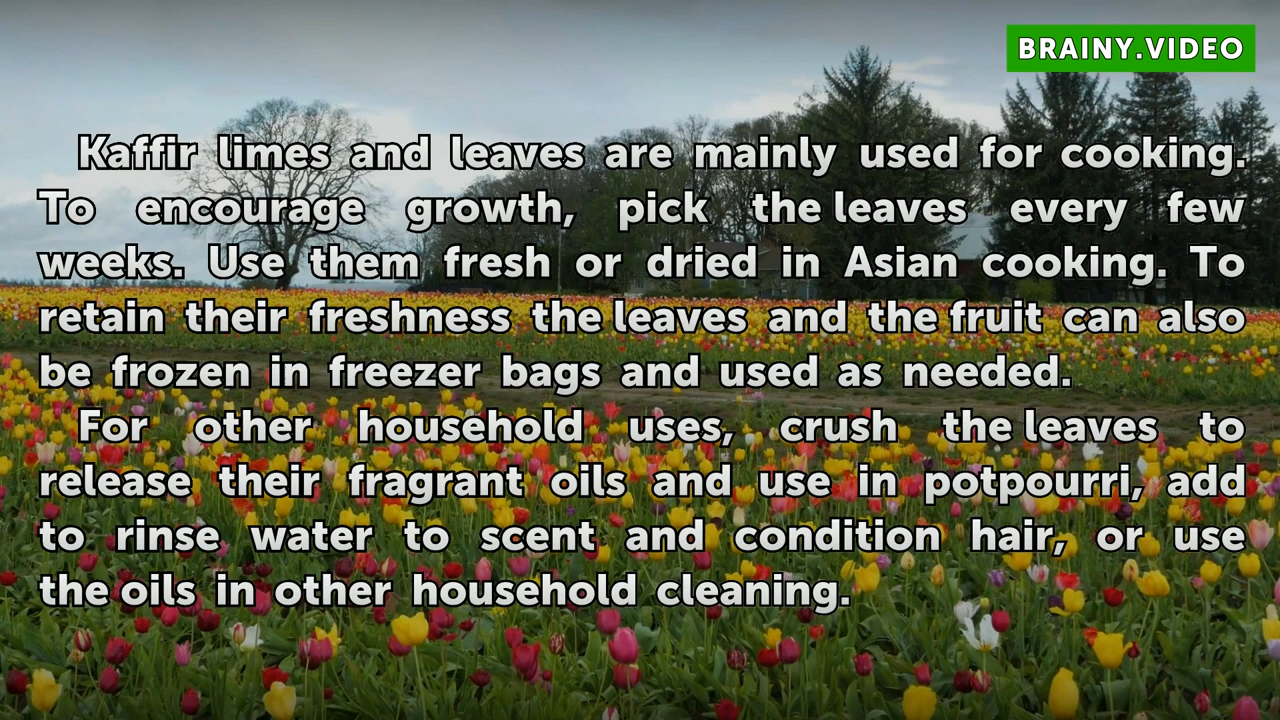 BRAINY.VIDEO
Kaffir limes and leaves are mainly used for cooking.
To encourage growth, pick the leaves every few
weeks. Use them fresh or dried in Asian cooking. To
retain their freshness the leaves and the fruit can also
be frozen in freezer bags and used as needed.
For other household uses, crush the leaves to
release their fragrant oils and use in potpourri, add
to rinse water to scent and condition hair, or use
the oils in other household cleaning.